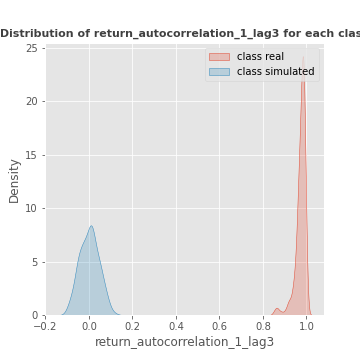 Distribution of return_autocorrelation_1_lag3 for each clas
class real
class simulated
25
20
15
10
5
0
Density
−0.2 0.0 0.2 0.4 0.6 0.8 1.0
return_autocorrelation_1_lag3